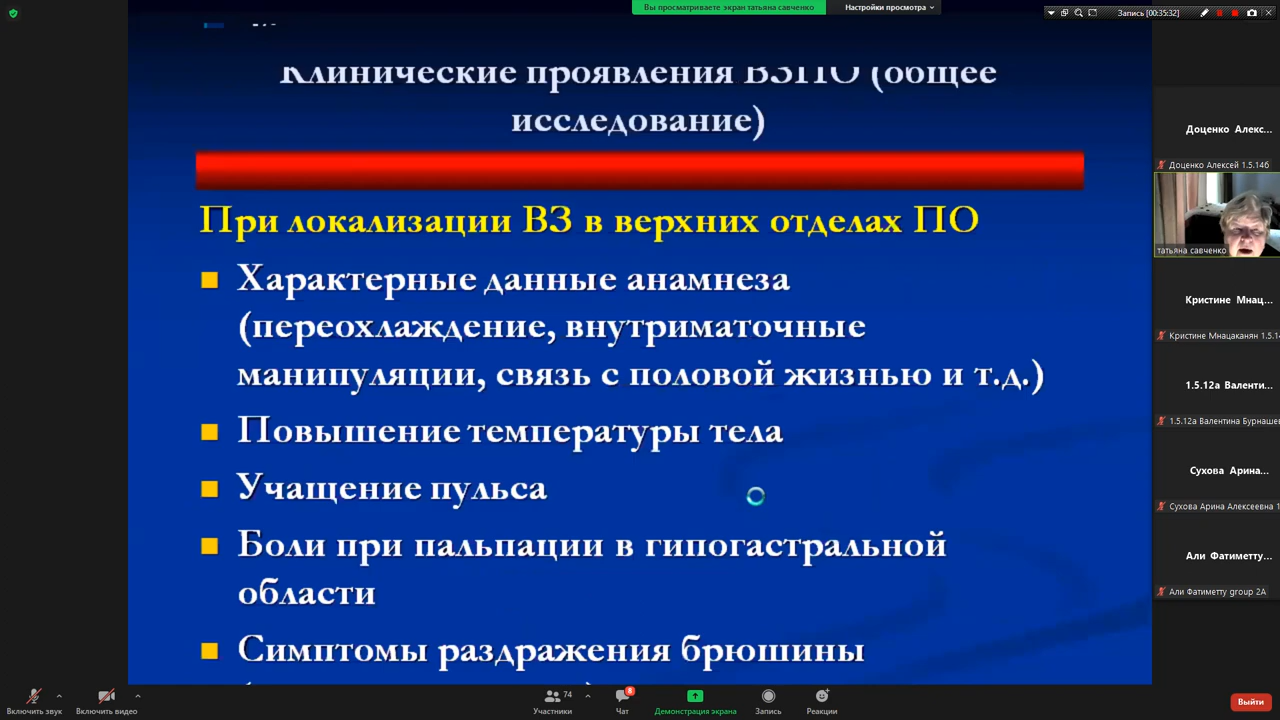 Вы просматриваете экран татьяна савченко
Настройки просмотра
Запись [00:35:32]
Клинические проявления ВЗПО (общее
исследование)
При локализации ВЗ в верхних отделах ПО
Характерные данные анамнеза
(переохлаждение, внутриматочные
манипуляции, связь с половой жизнью и т.д.)
Повышение температуры тела
Учащение пульса
Боли при пальпации в гипогастральной
области
Симптомы раздражения брюшины
Доценко Алекс...
Доценко Алексей 1.5.14б
татьяна савченко
Кристине Мнац...
Кристине Мнацаканян 1.5.1
1.5.12а Валенти...
1.5.12а Валентина Бурнаше
Сухова Арина...
Сухова Арина Алексеевна 1
Али Фатиметту...
Али Фатиметту group 2A
Включить звук
Включить видео
74
Участники
8
Чат
Демонстрация экрана
Запись
Реакции
Выйти